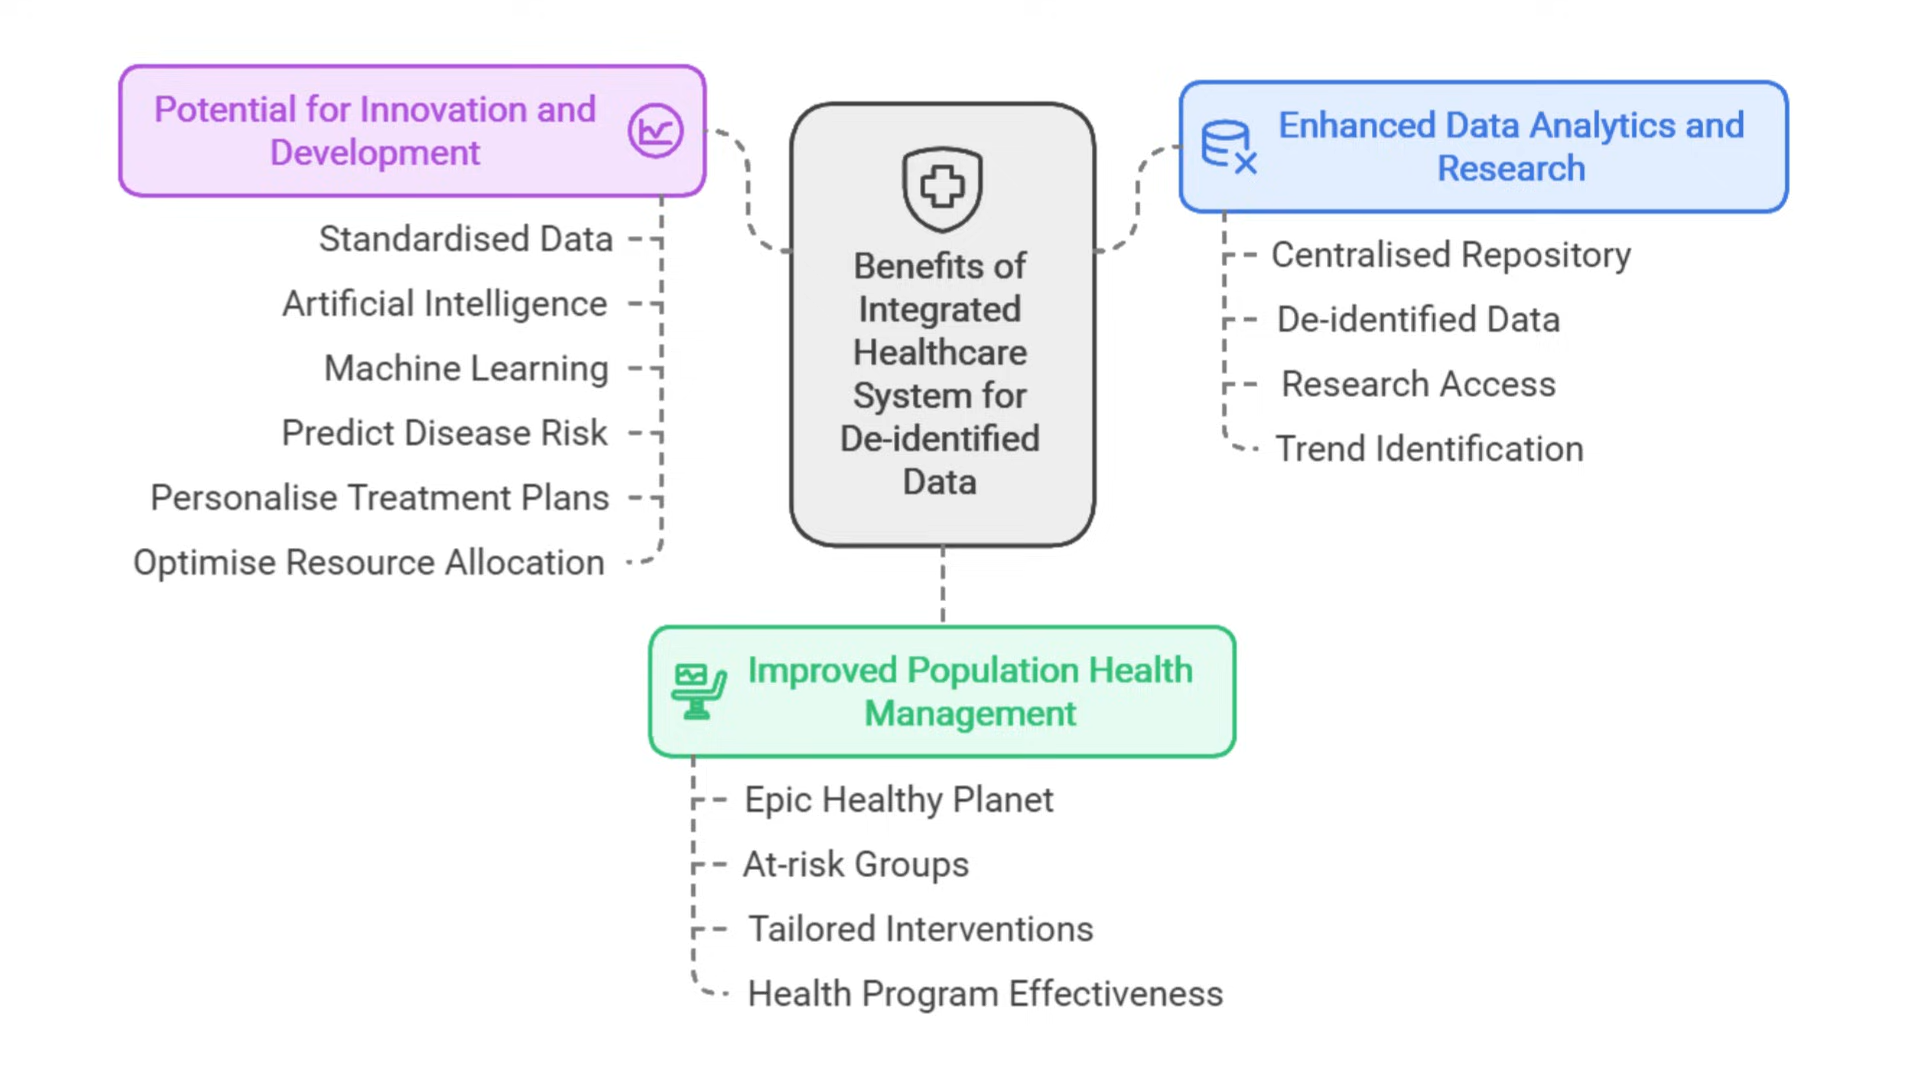 Potential for Innovation and
Development
Standardised Data
Artificial Intelligence
Machine Learning
Predict Disease Risk
Personalise Treatment Plans
Optimise Resource Allocation
Benefits of
Integrated
Healthcare
System for
De-identified
Data
Enhanced Data Analytics and
Research
Centralised Repository
De-identified Data
Research Access
Trend Identification
Improved Population Health
Management
Epic Healthy Planet
At-risk Groups
Tailored Interventions
Health Program Effectiveness